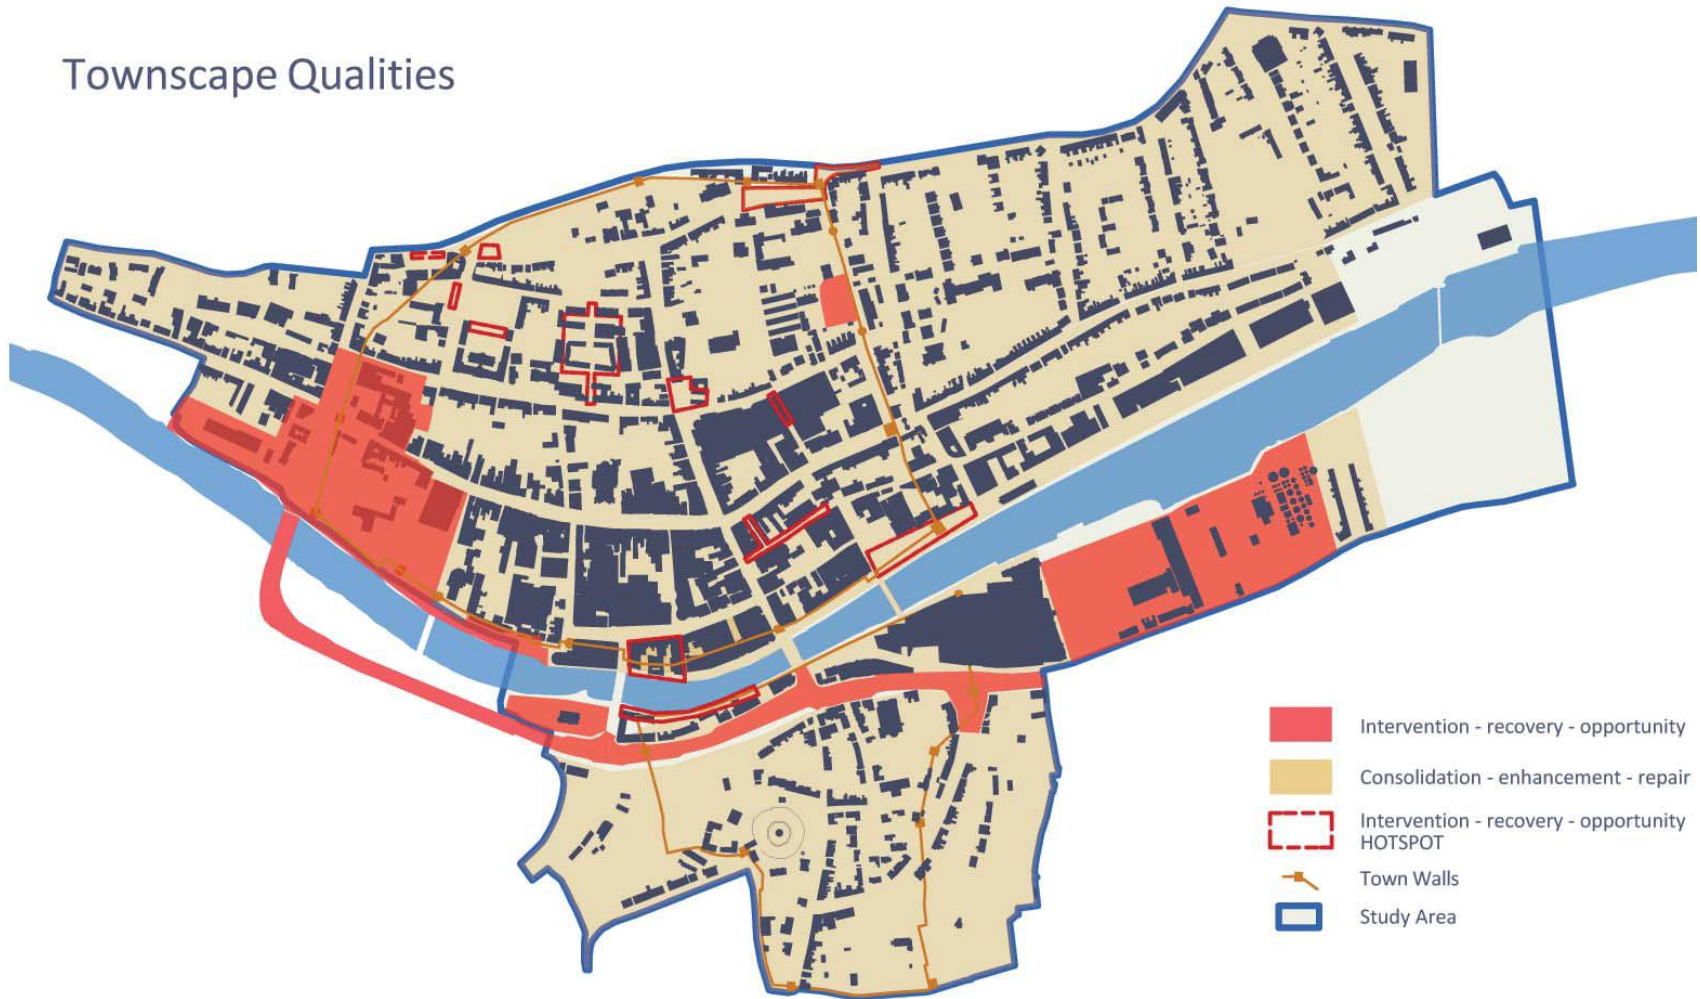 Townscape Qualities
Intervention - recovery - opportunity
Consolidation - enhancement - repair
Intervention - recovery - opportunity
HOTSPOT
Town Walls
Study Area